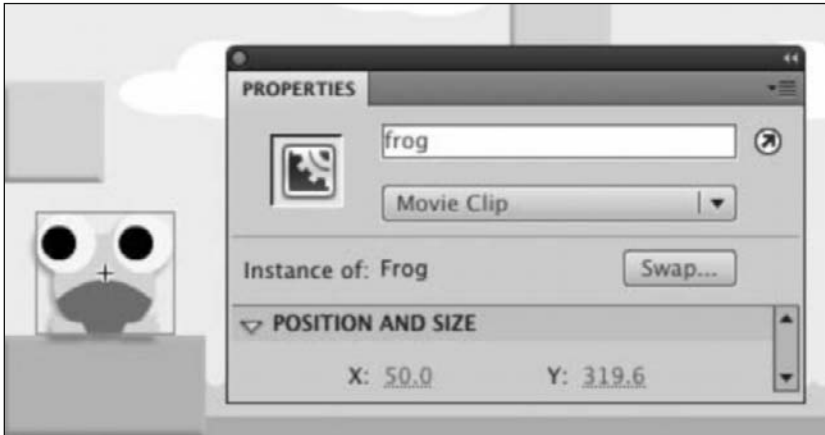 PROPERTIES
frog
Movie Clip
Instance of: Frog
Swap...
POSITION AND SIZE
X: 50.0 Y: 319.6